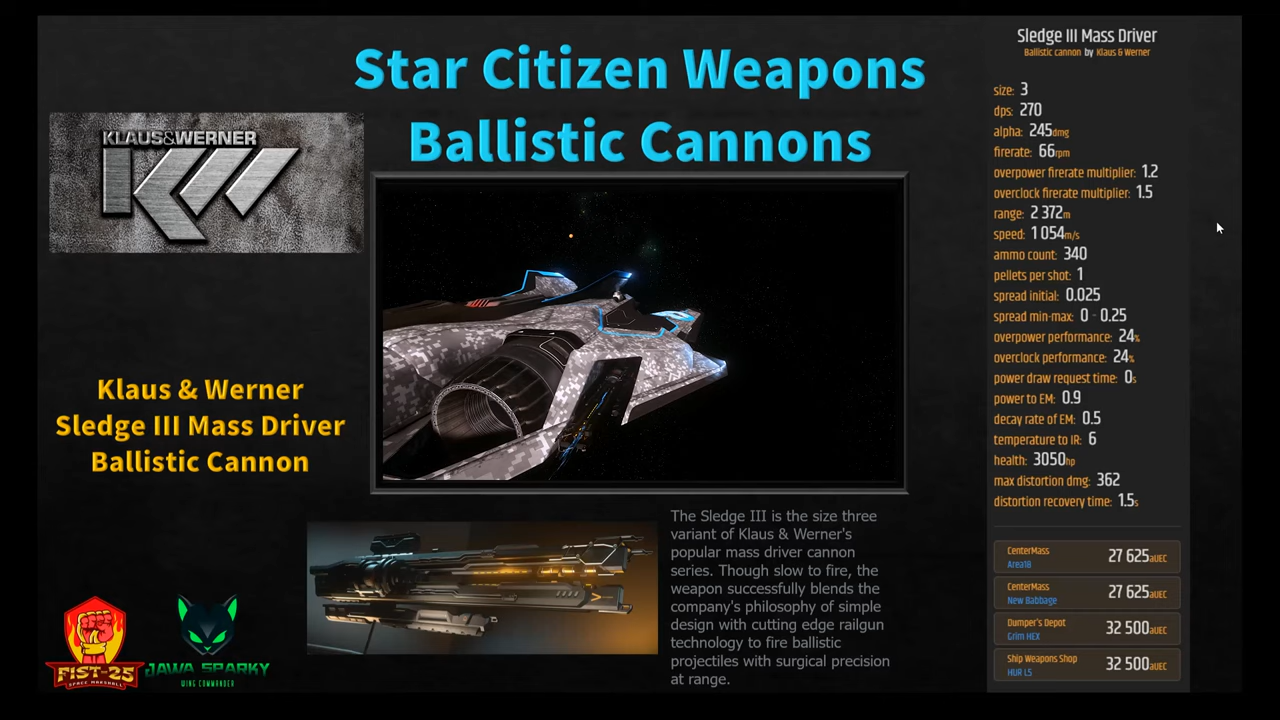 Star Citizen Weapons
Ballistic Cannons
KLAUS&WERNER
Klaus & Werner
Sledge III Mass Driver
Ballistic Cannon
The Sledge III is the size three
variant of Klaus & Werner's
popular mass driver cannon
series. Though slow to fire, the
weapon successfully blends the
company's philosophy of simple
design with cutting edge railgun
technology to fire ballistic
projectiles with surgical precision
at range.
FIST-25
SPACE MARSHALL
JAWA SPARKY
WING COMMANDER
Sledge III Mass Driver
Ballistic cannon by Klaus & Werner
size: 3
dps: 270
alpha: 245dmg
firerate: 66rpm
overpower firerate multiplier: 1.2
overclock firerate multiplier: 1.5
range: 2 372m
speed: 1 054m/s
ammo count: 340
pellets per shot: 1
spread initial: 0.025
spread min-max: 0 - 0.25
overpower performance: 24%
overclock performance: 24%
power draw request time: 0s
power to EM: 0.9
decay rate of EM: 0.5
temperature to IR: 6
health: 3050hp
max distortion dmg: 362
distortion recovery time: 1.5s
CenterMass 27 625aUEC
Area18
CenterMass 27 625aUEC
New Babbage
Dumper's Depot 32 500aUEC
Grim HEX
Ship Weapons Shop 32 500aUEC
HUR L5